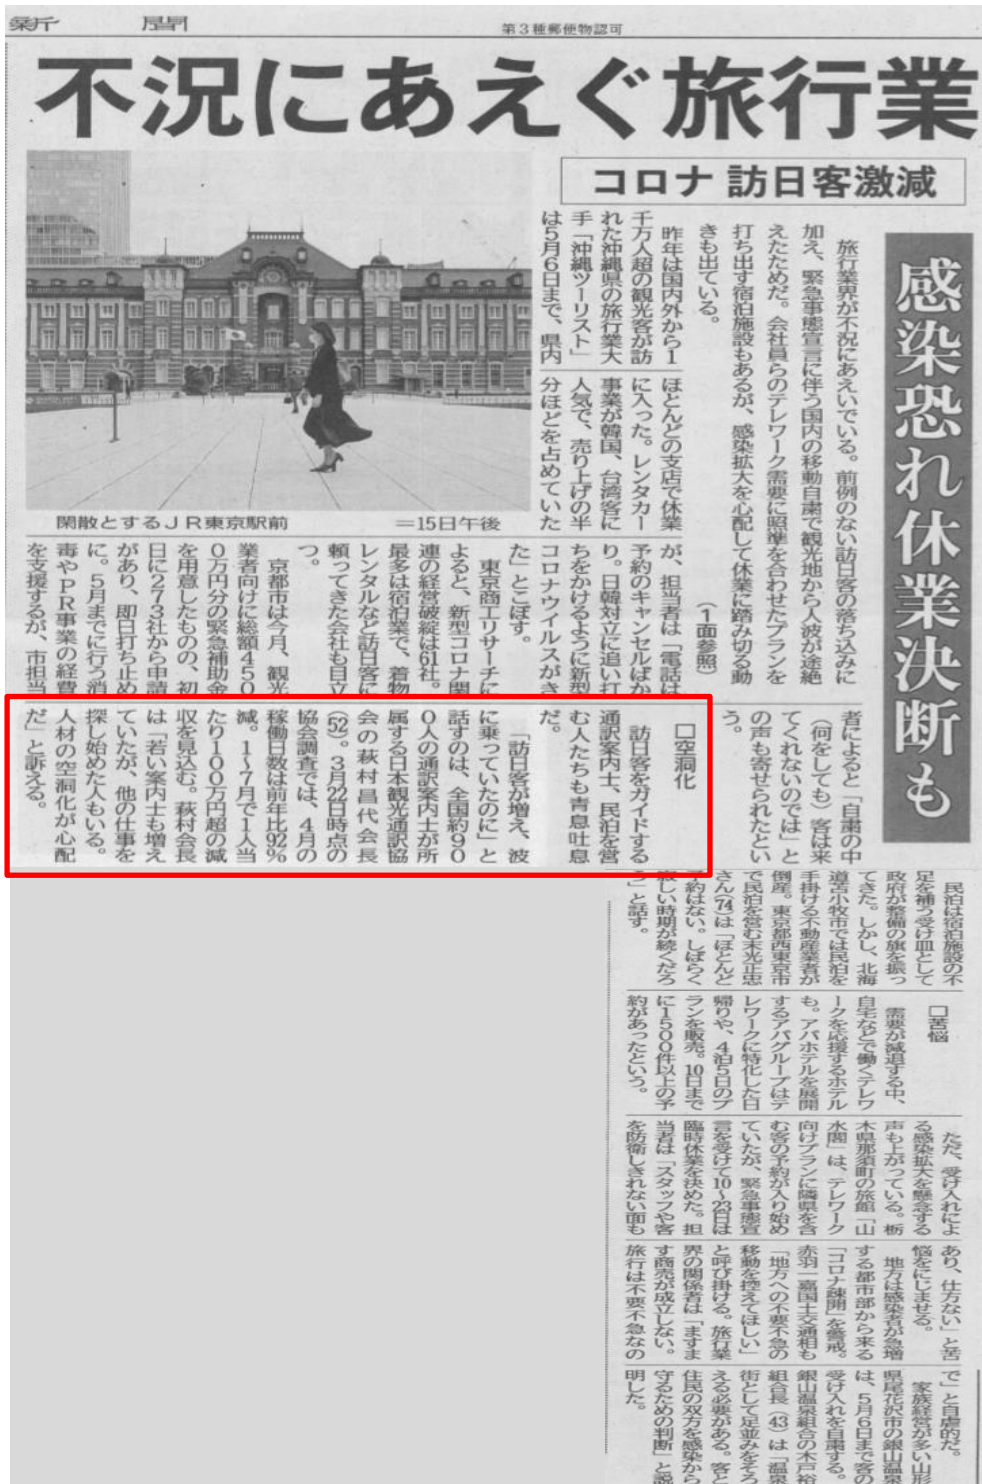 新聞
第3種郵便物認可
不況にあえぐ旅行業
コロナ 訪日客激減
感染恐れ休業決断も
閑散とするJR東京駅前　＝15日午後
旅行業界が不況にあえいでいる。前例のない訪日客の落ち込みに
加え、緊急事態宣言に伴う国内の移動自粛で観光地から人波が途絶
えたためだ。会社員らのテレワーク需要に照準を合わせたプランを
打ち出す宿泊施設もあるが、感染拡大を心配して休業に踏み切る動
きも出ている。
（1面参照）
昨年は国内外から1
千万人超の観光客が訪
れた沖縄県の旅行業大
手「沖縄ツーリスト」
は5月6日まで、県内
ほとんどの支店で休業
に入った。レンタカー
事業が韓国、台湾客に
人気で、売り上げの半
分ほどを占めていた
が、担当者は「電話は
予約のキャンセルばか
り。日韓対立に追い打
ちをかけるように新型
コロナウイルスがき
た」とこぼす。
東京商工リサーチに
よると、新型コロナ関
連の経営破綻は61社。
最多は宿泊業で、着物
レンタルなど訪日客に
頼ってきた会社も目立
つ。
京都市は今月、観光
業者向けに総額450
0万円分の緊急補助金
を用意したものの、初
日に273社から申請
があり、即日打ち止め
に。5月までに行う消
毒やPR事業の経費
を支援するが、市担当
者によると「自粛の中
（何をしても）客は来
てくれないのでは」と
の声も寄せられたとい
う。
□空洞化
訪日客をガイドする
通訳案内士、民泊を営
む人たちも青息吐息
だ。
「訪日客が増え、波
に乗っていたのに」と
話すのは、全国約90
0人の通訳案内士が所
属する日本観光通訳協
会の萩村昌代会長
(52)。3月22日時点の
協会調査では、4月の
稼働日数は前年比92%
減。1～7月で1人当
たり100万円超の減
収を見込む。萩村会長
は「若い案内士も増え
ていたが、他の仕事を
探し始めた人もいる。
人材の空洞化が心配
だ」と訴える。
民泊は宿泊施設の不
足を補う受け皿として
政府が整備の旗を振っ
てきた。しかし、北海
道苫小牧市では民泊を
手掛ける不動産業者が
倒産。東京都西東京市
で民泊を営む末光正忠
さん(74)は「ほとんど
予約はない。しばらく
厳しい時期が続くだろ
う」と話す。
□苦悩
需要が減退する中、
自宅などで働くテレワ
ークを応援するホテル
も。アパホテルを展開
するアパグループはテ
レワークに特化した日
帰りや、4泊5日のプ
ランを販売。10日まで
に1500件以上の予
約があったという。
ただ、受け入れによ
る感染拡大を懸念する
声も上がっている。栃
木県那須町の旅館「山
水閣」は、テレワーク
向けプランに隣県を含
む客の予約が入り始め
ていたが、緊急事態宣
言を受けて10～23日は
臨時休業を決めた。担
当者は「スタッフや客
を防衛しきれない面も
あり、仕方ない」と苦
悩をにじませる。
地方は感染者が急増
する都市部から来る
「コロナ疎開」を警戒。
赤羽一嘉国土交通相も
「地方への不要不急の
移動を控えてほしい」
と呼び掛ける。旅行業
界の関係者は「ますま
す商売が成立しない。
旅行は不要不急なの
で」と自虐的だ。
家族経営が多い山形
県尾花沢市の銀山温泉
は、5月6日まで客の
受け入れを自粛する。
銀山温泉組合の木戸裕
組合長（43）は「温泉
街として足並みをそろ
える必要がある。客と
住民の双方を感染から
守るための判断」と説
明した。